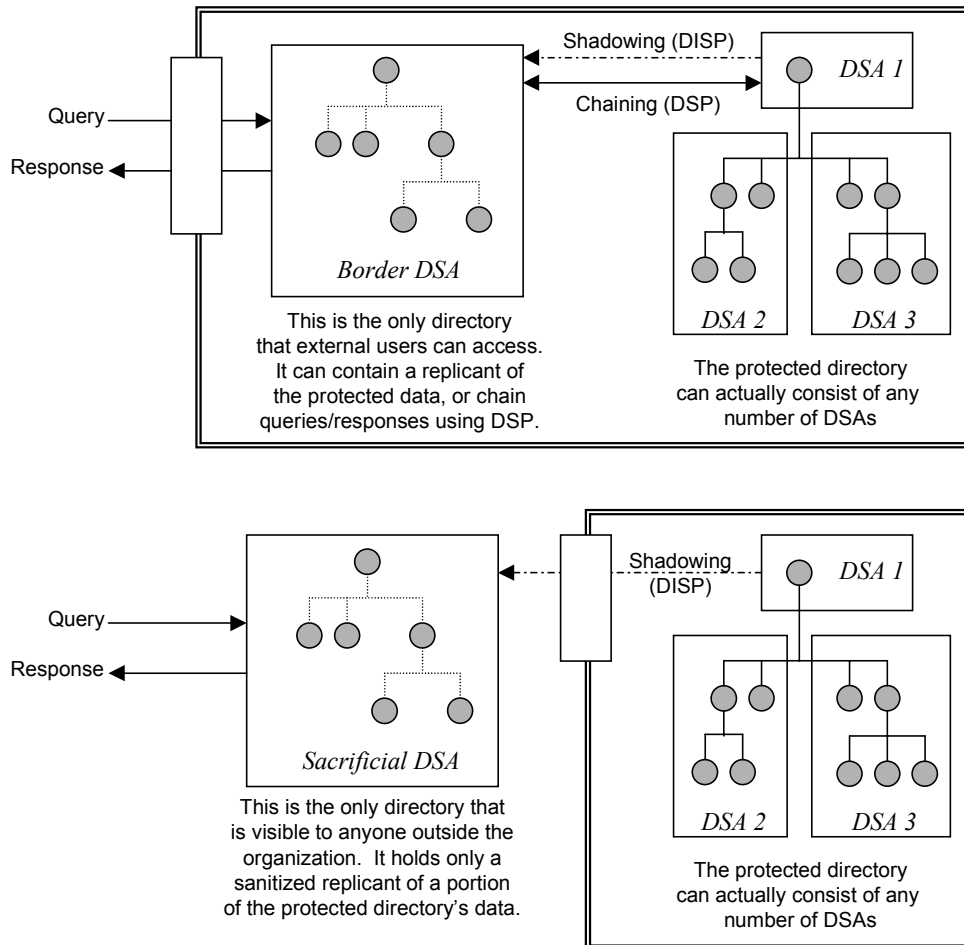 Shadowing (DISP)
DSA 1
Query
Chaining (DSP)
Response
Border DSA
DSA 2
DSA 3
This is the only directory
that external users can access.
It can contain a replicant of
the protected data, or chain
queries/responses using DSP.
The protected directory
can actually consist of any
number of DSAs
Shadowing
(DISP)
DSA 1
Query
Response
Sacrificial DSA
DSA 2
DSA 3
This is the only directory that
is visible to anyone outside the
organization.  It holds only a
sanitized replicant of a portion
of the protected directory's data.
The protected directory
can actually consist of any
number of DSAs